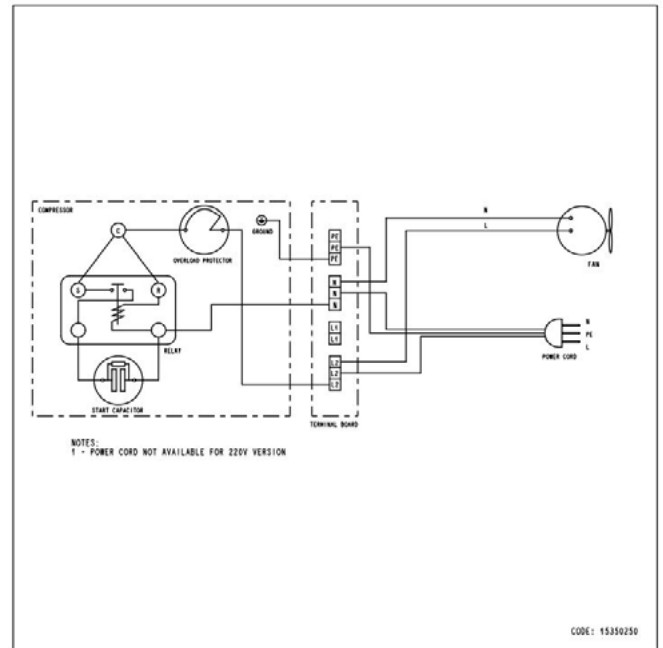 COMPRESSOR
C
OVERLOAD PROTECTOR
GROUND
S
R
RELAY
START CAPACITOR
PE
PE
PE
N
N
N
L1
L1
L2
L2
L2
TERMINAL BOARD
N
L
FAN
N
PE
L
POWER CORD
NOTES:
1 - POWER CORD NOT AVAILABLE FOR 220V VERSION
CODE: 15350250